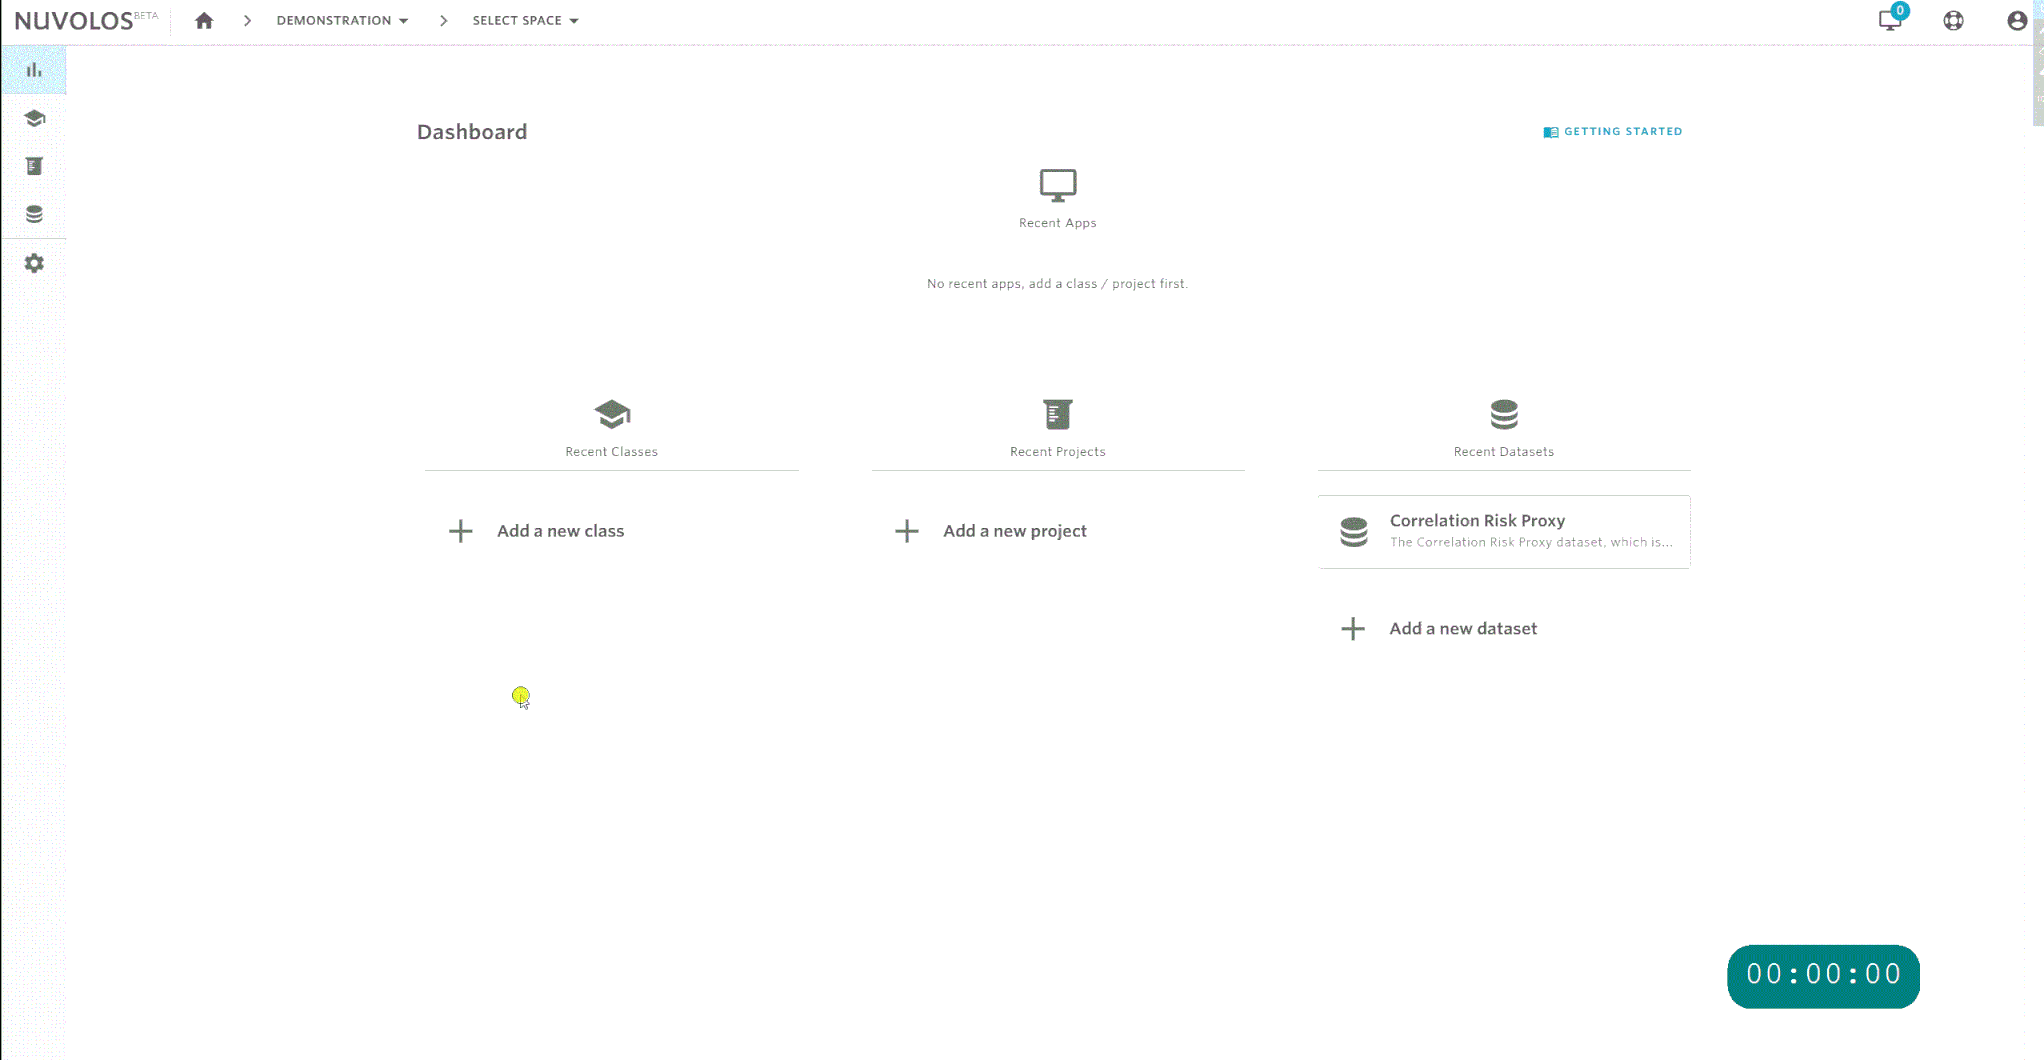 NUVOLOS BETA
DEMONSTRATION
SELECT SPACE
0
Dashboard
GETTING STARTED
Recent Apps
No recent apps, add a class / project first.
Recent Classes
Recent Projects
Recent Datasets
Add a new class
Add a new project
Correlation Risk Proxy
The Correlation Risk Proxy dataset, which is...
Add a new dataset
00:00:00